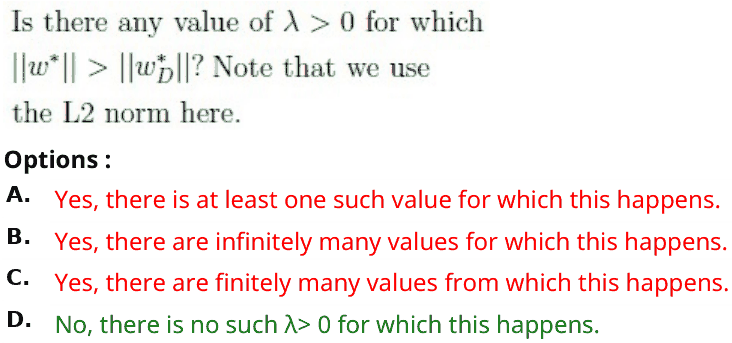 Is there any value of λ > 0 for which
||w*|| > ||w*_D||? Note that we use
the L2 norm here.
Options :
A. Yes, there is at least one such value for which this happens.
B. Yes, there are infinitely many values for which this happens.
C. Yes, there are finitely many values from which this happens.
D. No, there is no such λ> 0 for which this happens.